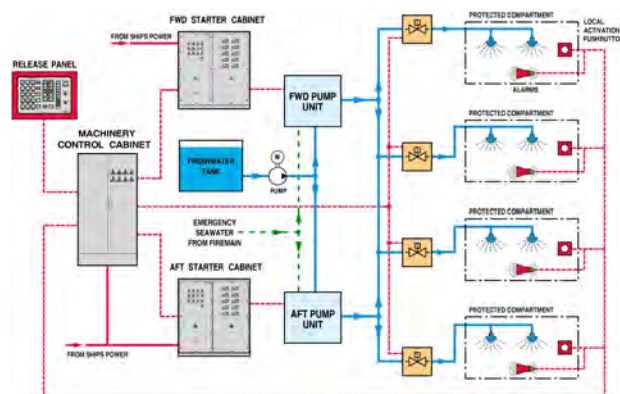 FWD STARTER CABINET
PROTECTED COMPARTMENT
FROM SHIPS POWER
LOCAL
ACTIVATION
PUSHBUTTO
RELEASE PANEL
FWD PUMP
UNIT
ALARMS
MACHINERY
CONTROL CABINET
PROTECTED COMPARTMENT
FRESHWATER
TANK
M
PUMP
EMERGENCY
SEAWATER
FROM FIREMAIN
PROTECTED COMPARTMENT
AFT STARTER CABINET
AFT PUMP
UNIT
PROTECTED COMPARTMENT
FROM SHIPS POWER